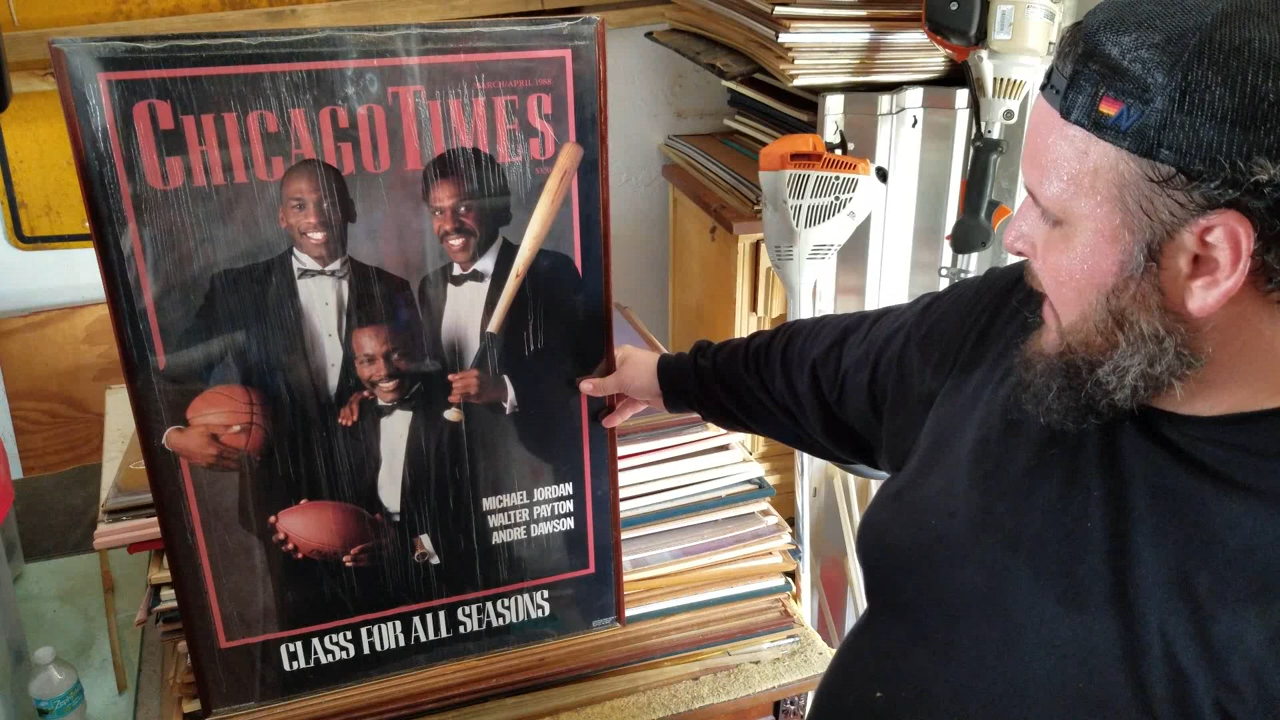 MARCH/APRIL 1988
CHICAGO TIMES
MICHAEL JORDAN
WALTER PAYTON
ANDRE DAWSON
CLASS FOR ALL SEASONS